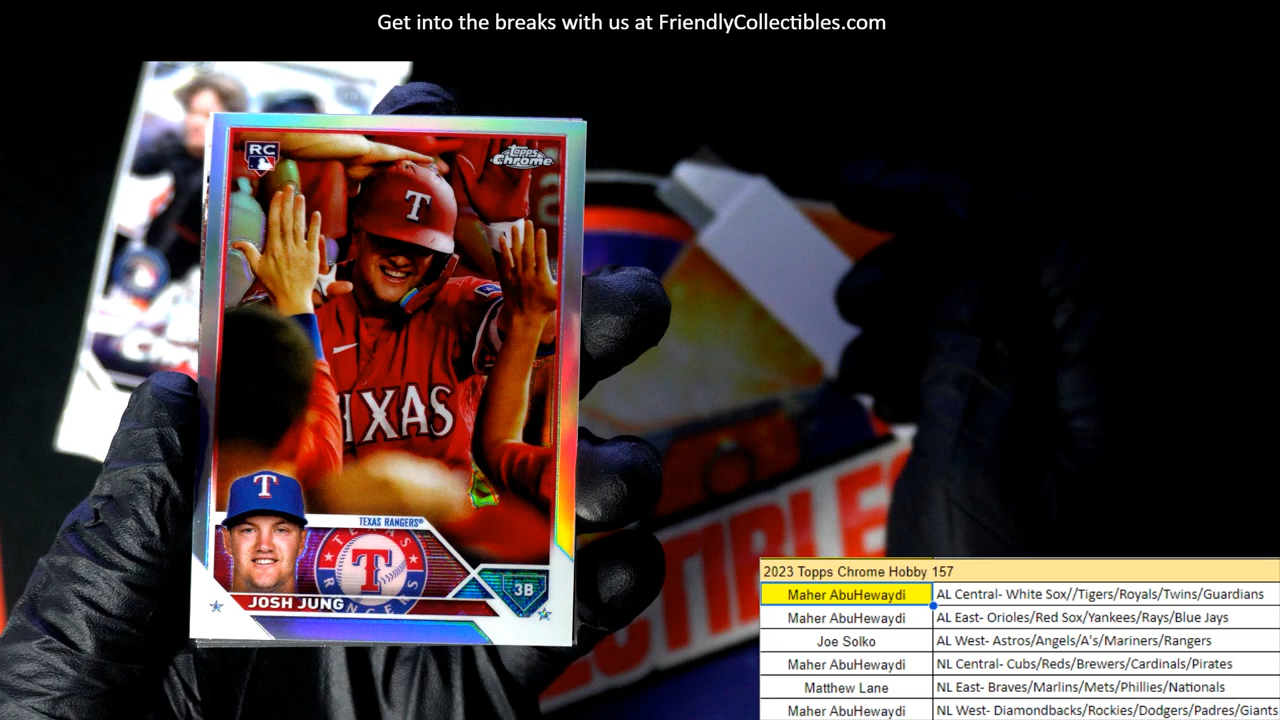 Get into the breaks with us at FriendlyCollectibles.com
RC
Topps
Chrome
T
TEXAS
TEXAS RANGERS®
T
TEXAS
T
RANGERS
3B
JOSH JUNG
2023 Topps Chrome Hobby 157
Maher AbuHewaydi AL Central- White Sox//Tigers/Royals/Twins/Guardians
Maher AbuHewaydi AL East- Orioles/Red Sox/Yankees/Rays/Blue Jays
Joe Solko AL West- Astros/Angels/A's/Mariners/Rangers
Maher AbuHewaydi NL Central- Cubs/Reds/Brewers/Cardinals/Pirates
Matthew Lane NL East- Braves/Marlins/Mets/Phillies/Nationals
Maher AbuHewaydi NL West- Diamondbacks/Rockies/Dodgers/Padres/Giants